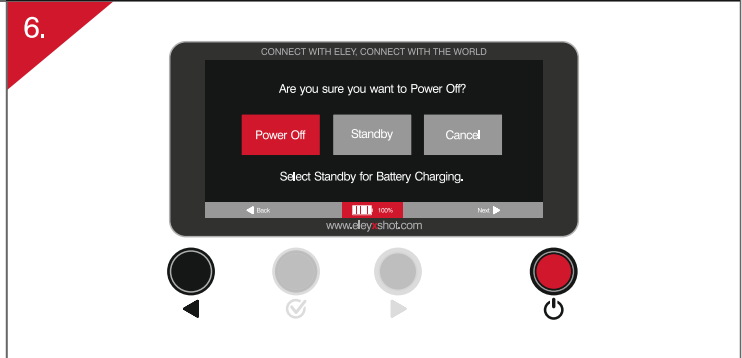 6.
CONNECT WITH ELEY, CONNECT WITH THE WORLD
Are you sure you want to Power Off?
Power Off Standby Cancel
Select Standby for Battery Charging.
Back 100% Next
www.eleyxshot.com